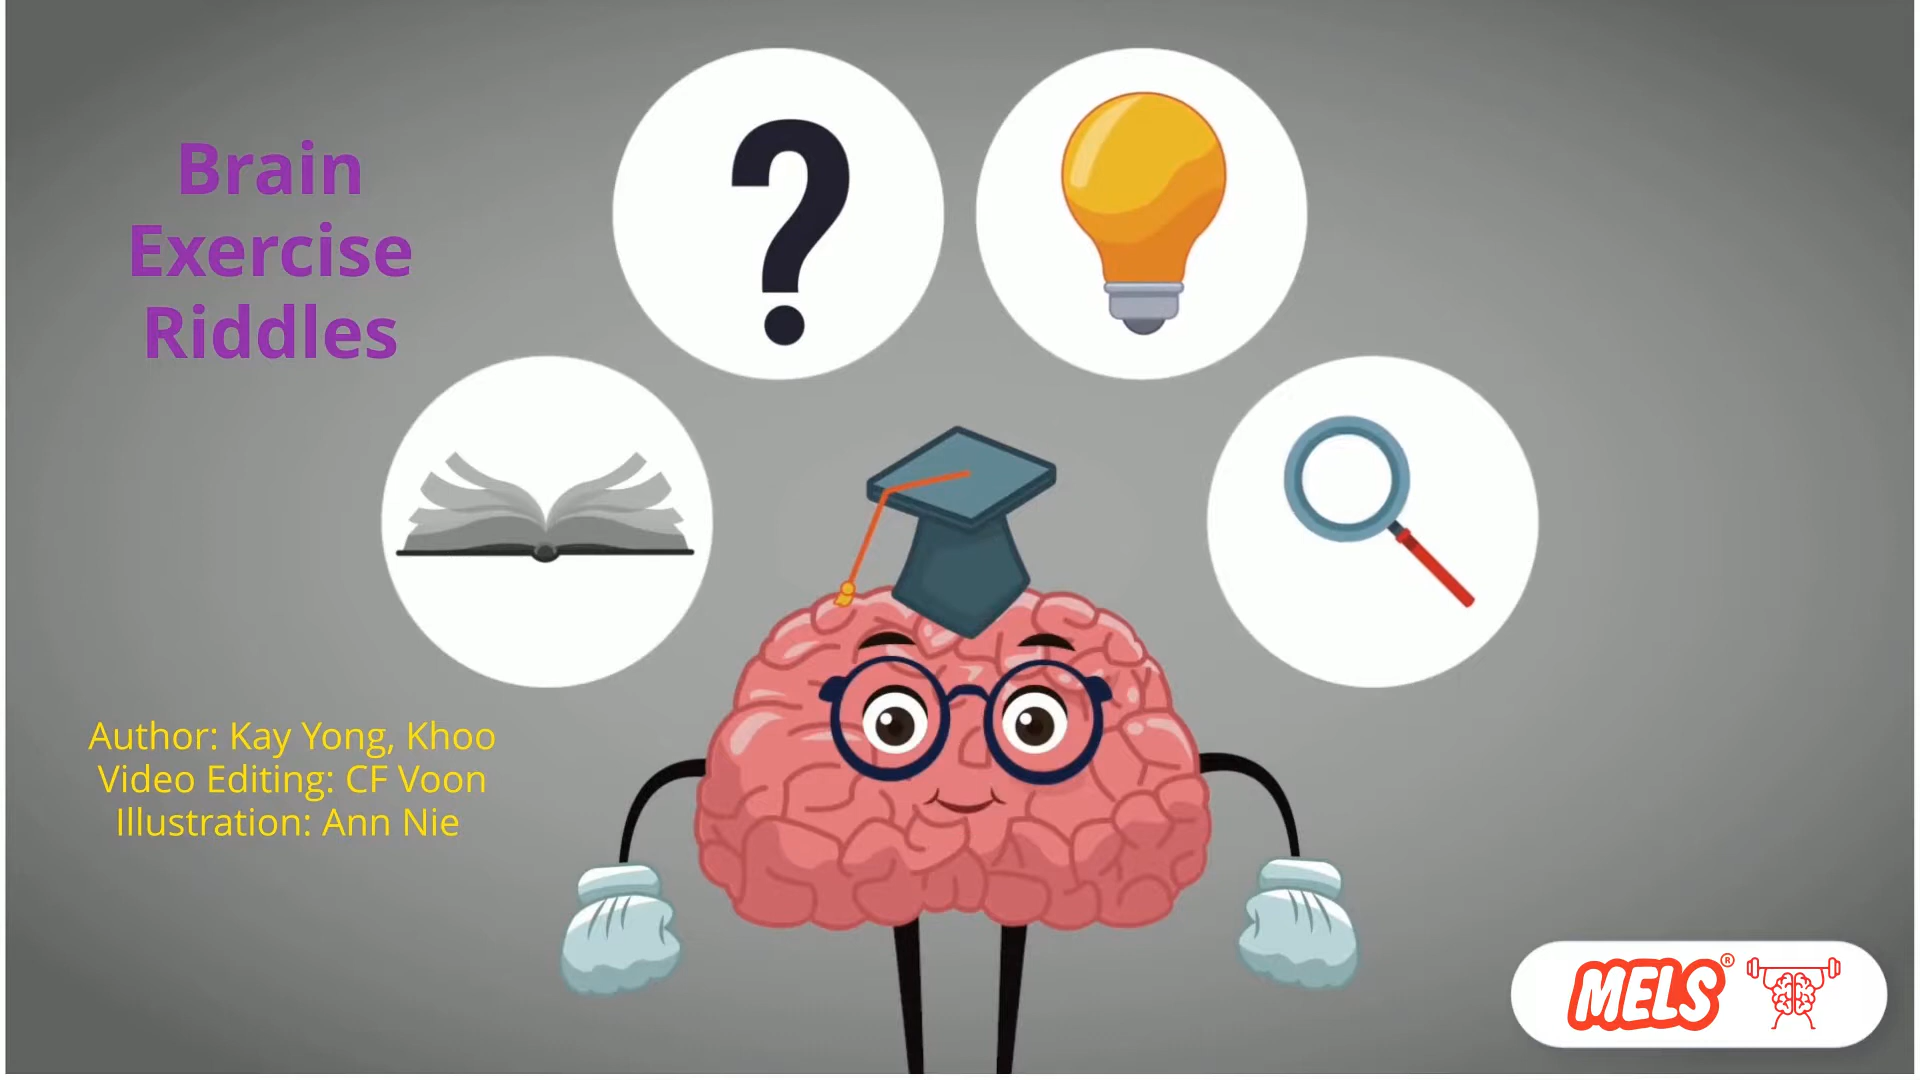 Brain
Exercise
Riddles
?
Author: Kay Yong, Khoo
Video Editing: CF Voon
Illustration: Ann Nie
MELS®